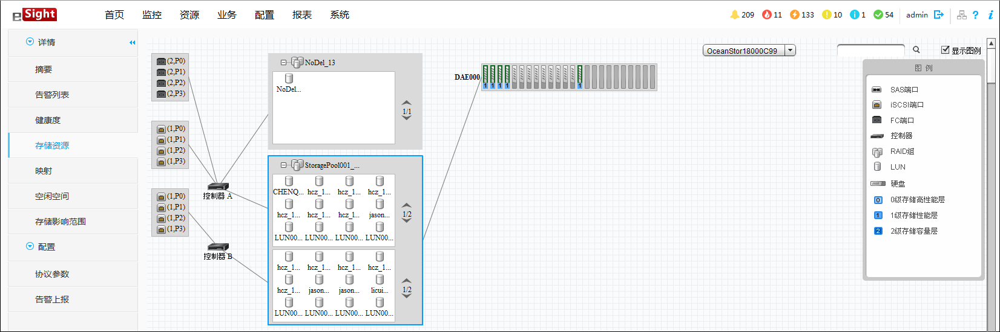 eSight 首页 监控 资源 业务 配置 报表 系统 209 11 133 10 1 54 admin
详情
摘要
告警列表
健康度
存储资源
映射
空闲空间
存储影响范围
配置
协议参数
告警上报
(2,P0)
(2,P1)
(2,P2)
(2,P3)
(1,P0)
(1,P1)
(1,P2)
(1,P3)
(1,P0)
(1,P1)
(1,P2)
(1,P3)
控制器 A
控制器 B
NoDel_13
NoDel...
1/1
StoragePool001_...
CHENQ... hcz_1... hcz_1... hcz_1...
hcz_1... hcz_1... hcz_1... jason...
LUN00... LUN00... LUN00... LUN00...
1/2
hcz_1... hcz_1... hcz_1... hcz_1...
hcz_1... jason... jason... licui...
LUN00... LUN00... LUN00... LUN00...
1/2
DAE000
1 1 1 1 1
OceanStor18000C99
显示图例
图 例
SAS端口
iSCSI端口
FC端口
控制器
RAID组
LUN
硬盘
0 0级存储高性能层
1 1级存储性能层
2 2级存储容量层